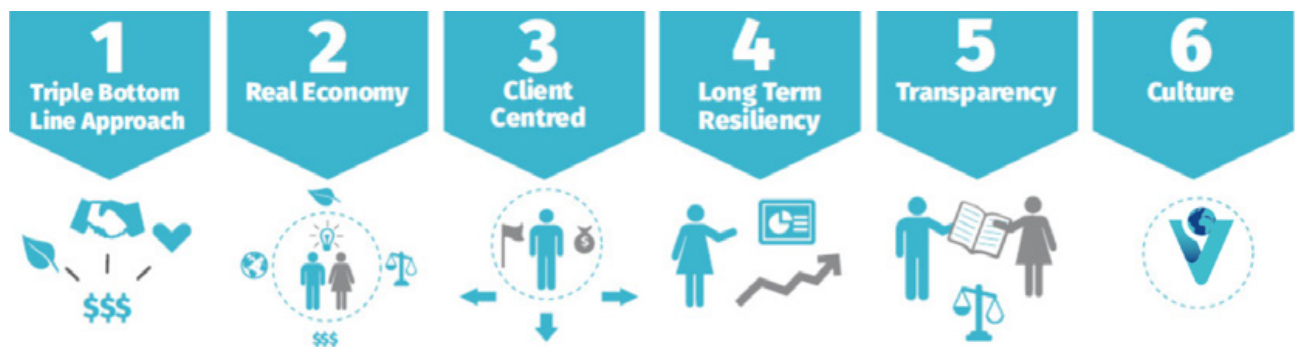 1
Triple Bottom
Line Approach
$$$
2
Real Economy
$$$
3
Client
Centred
$
4
Long Term
Resiliency
5
Transparency
6
Culture